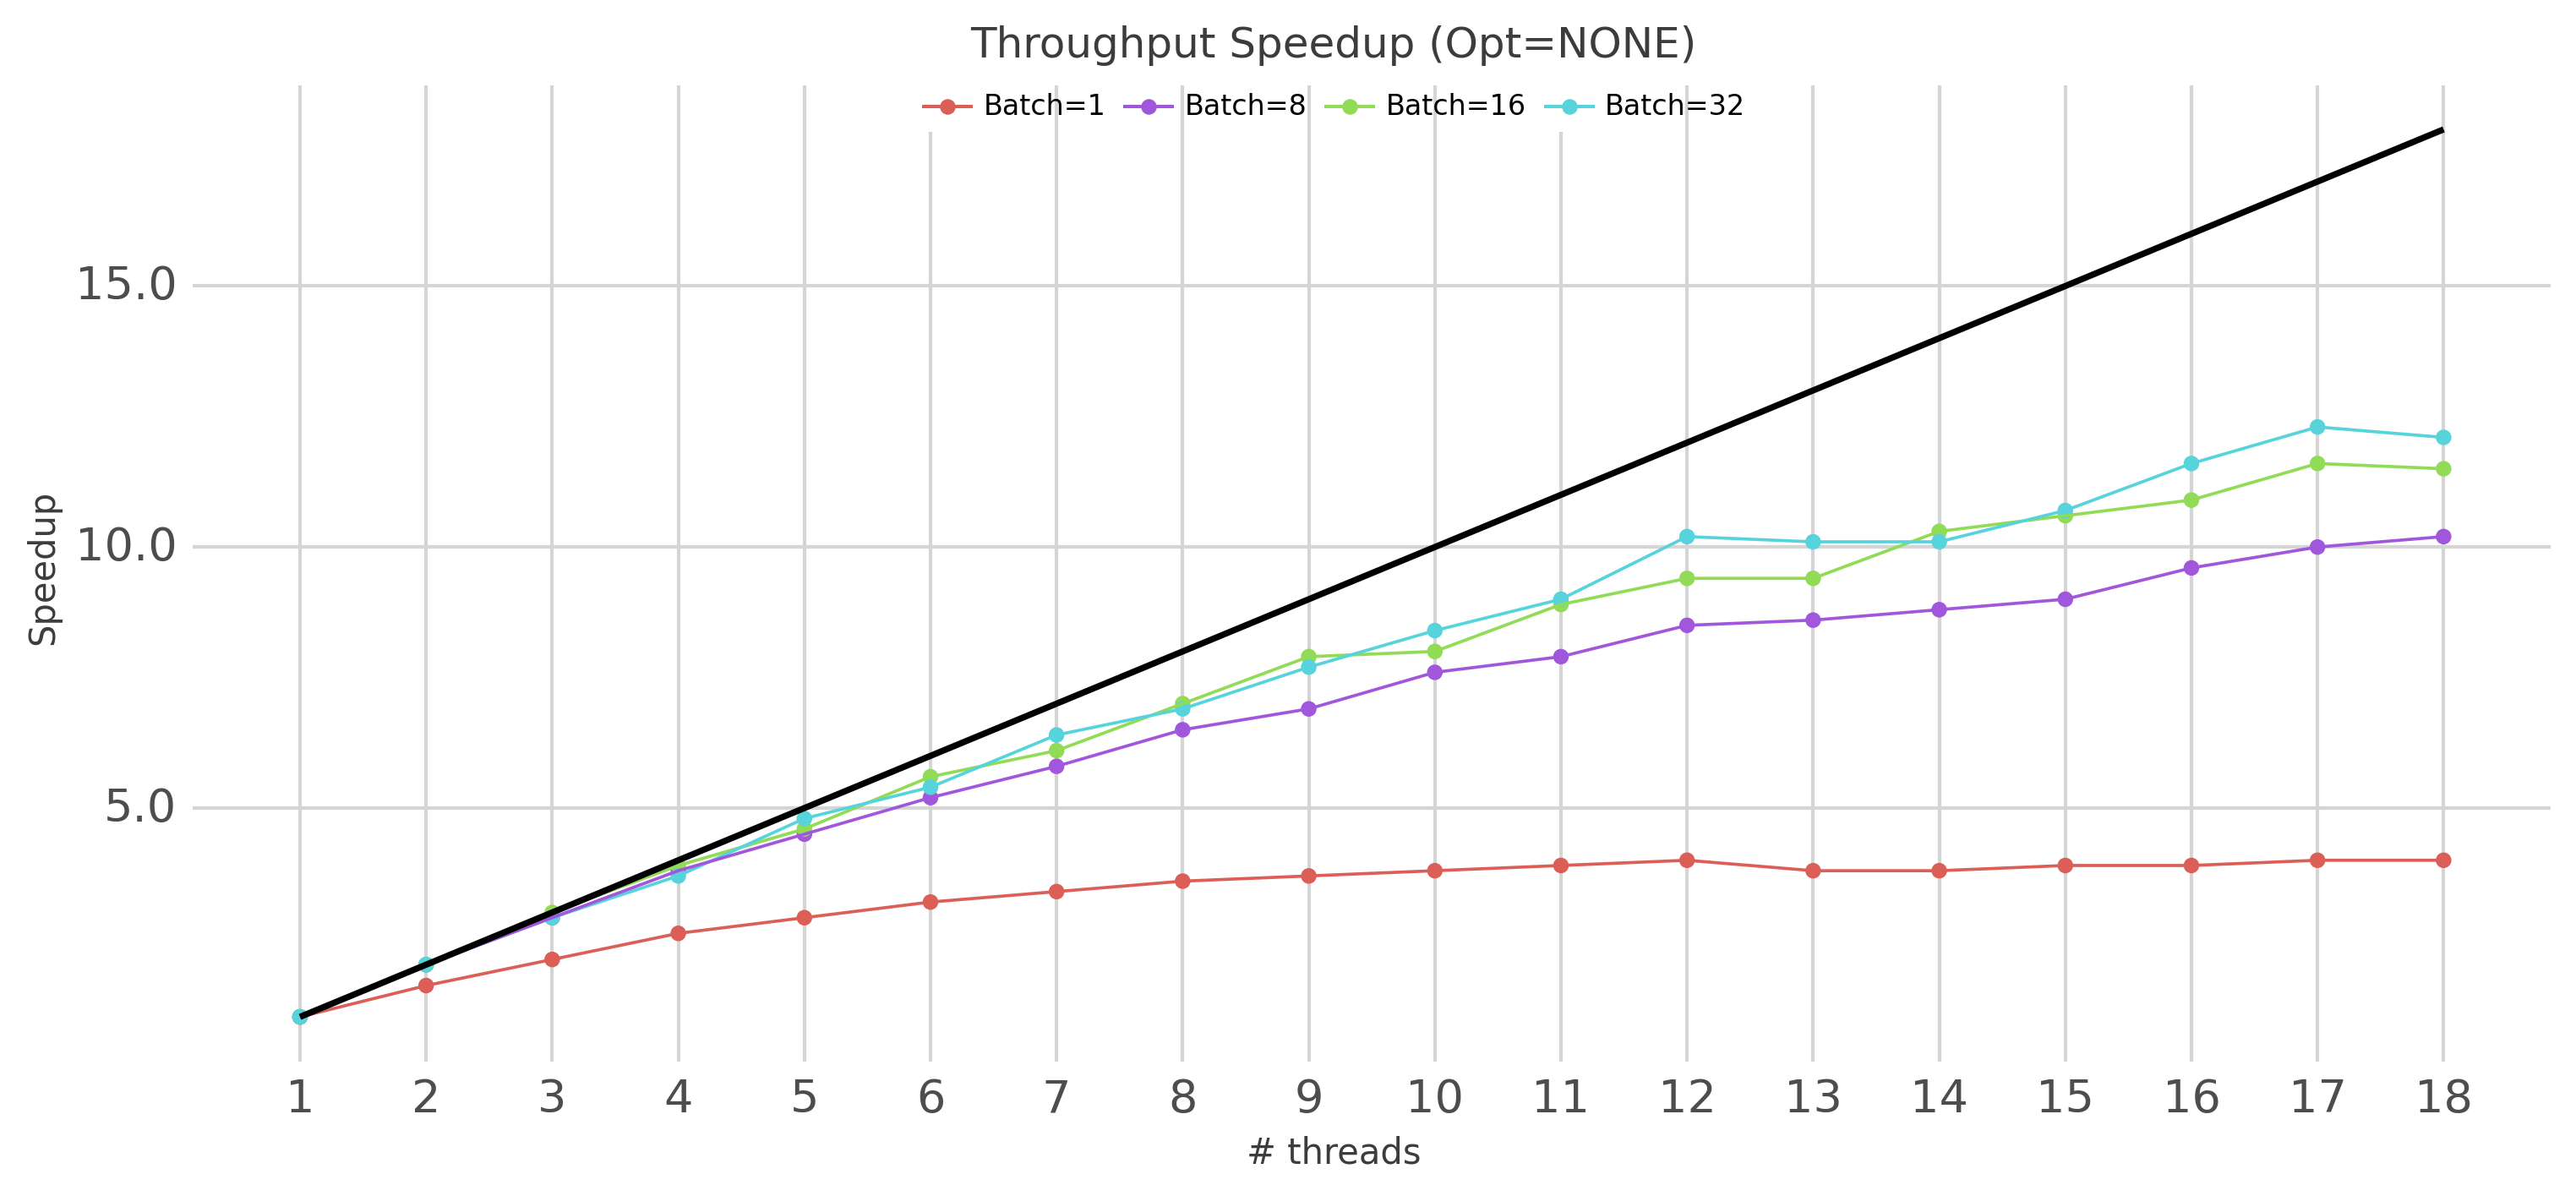 Throughput Speedup (Opt=NONE)
Batch=1 Batch=8 Batch=16 Batch=32
15.0
10.0
5.0
Speedup
1 2 3 4 5 6 7 8 9 10 11 12 13 14 15 16 17 18
# threads